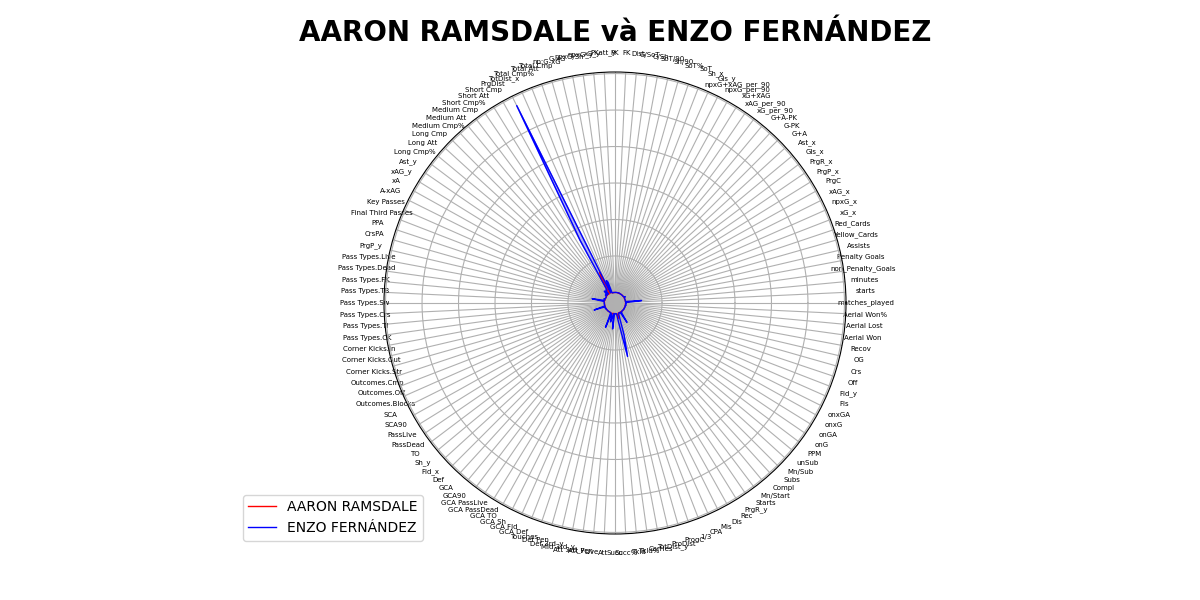 AARON RAMSDALE và ENZO FERNÁNDEZ
Total Cmp%
TotDist_x
PrgDist
Short Cmp
Short Att
Short Cmp%
Medium Cmp
Medium Att
Medium Cmp%
Long Cmp
Long Att
Long Cmp%
Ast_y
xAG_y
xA
A-xAG
Key Passes
Final Third Passes
PPA
CrsPA
PrgP_y
Pass Types.Live
Pass Types.Dead
Pass Types.FK
Pass Types.TB
Pass Types.Sw
Pass Types.Crs
Pass Types.TI
Pass Types.CK
Corner Kicks.In
Corner Kicks.Out
Corner Kicks.Str
Outcomes.Cmp
Outcomes.Off
Outcomes.Blocks
SCA
SCA90
PassLive
PassDead
TO
Sh_y
Fld_x
Def
GCA
GCA90
GCA PassLive
GCA PassDead
GCA TO
GCA Sh
GCA Fld
GCA Def
Touches
FK
SoT
Sh_x
Gls_y
npxG+xAG_per_90
npxG_per_90
xG+xAG
xAG_per_90
xG_per_90
G+A-PK
G-PK
G+A
Ast_x
Gls_x
PrgR_x
PrgP_x
PrgC
xAG_x
npxG_x
xG_x
Red_Cards
Yellow_Cards
Assists
Penalty Goals
non_Penalty_Goals
minutes
starts
matches_played
Aerial Won%
Aerial Lost
Aerial Won
Recov
OG
Crs
Off
Fld_y
Fls
onxGA
onxG
onGA
onG
PPM
unSub
Mn/Sub
Subs
Compl
Mn/Start
Starts
PrgR_y
Rec
Dis
Mis
CPA
1/3
ProgC
AARON RAMSDALE
ENZO FERNÁNDEZ